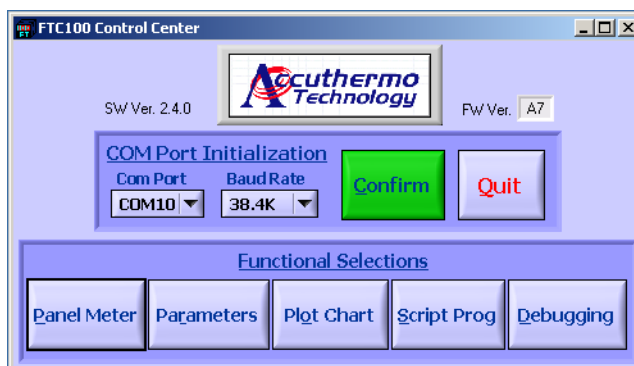 FTC100 Control Center
Accuthermo
Technology
SW Ver. 2.4.0
FW Ver. A7
COM Port Initialization
Com Port Baud Rate
COM10 38.4K
Confirm
Quit
Functional Selections
Panel Meter Parameters Plot Chart Script Prog Debugging